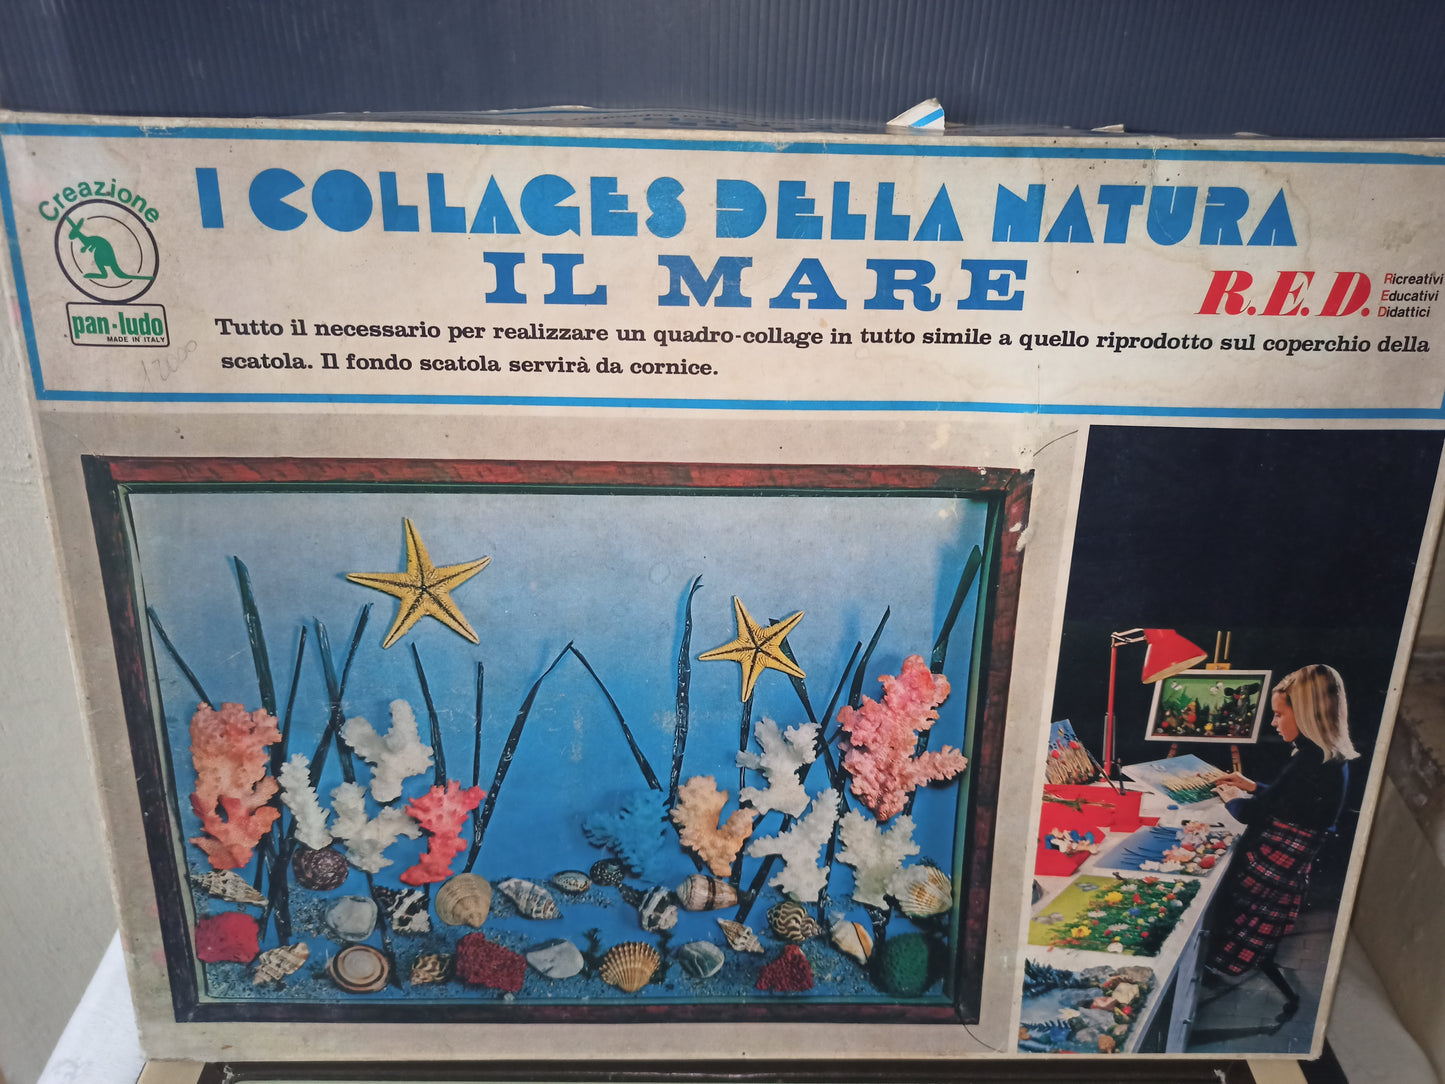 I COLLAGES DELLA NATURA
IL MARE
Creazione
pan-ludo
MADE IN ITALY
R.E.D.
Ricreativi
Educativi
Didattici
Tutto il necessario per realizzare un quadro-collage in tutto simile a quello riprodotto sul coperchio della
scatola. Il fondo scatola servirà da cornice.